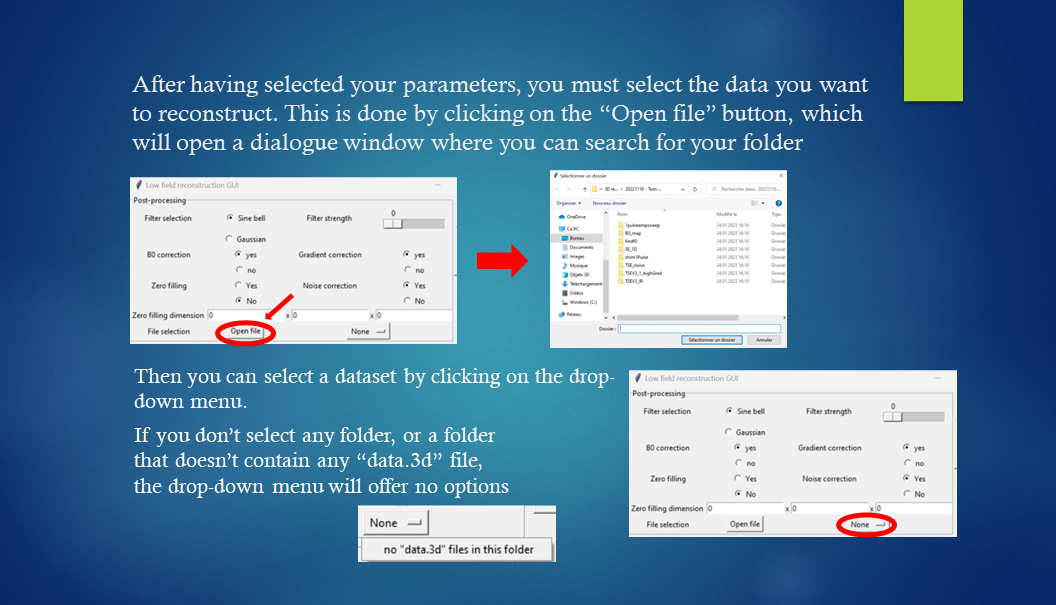 After having selected your parameters, you must select the data you want
to reconstruct. This is done by clicking on the “Open file” button, which
will open a dialogue window where you can search for your folder
Low field reconstruction GUI
Post-processing
Filter selection Sine bell Filter strength 0
Gaussian
B0 correction yes Gradient correction yes
no no
Zero filling Yes Noise correction Yes
No No
Zero filling dimension 0 x 0 x 0
File selection Open file None
Sélectionner un dossier
« 3D re... » 20221116 - Tom ... Rechercher dans : 20221116 ...
Organiser Nouveau dossier
Nom Modifié le Type
OneDrive
Ce PC
Bureau
Documents
Images
Musique
Objets 3D
Téléchargement
Vidéos
Windows (C:)
Réseau
1pulseampsweep 24.01.2023 16:19 Dossier
B0_map 24.01.2023 16:19 Dossier
findf0 24.01.2023 16:19 Dossier
SE_1D 24.01.2023 16:19 Dossier
shim1Pulse 24.01.2023 16:19 Dossier
TSE_noise 24.01.2023 16:19 Dossier
TSEV3_1_highGrad 24.01.2023 16:19 Dossier
TSEV3_IR 24.01.2023 16:19 Dossier
Dossier :
Sélectionner un dossier Annuler
Then you can select a dataset by clicking on the drop-
down menu.
If you don’t select any folder, or a folder
that doesn’t contain any “data.3d” file,
the drop-down menu will offer no options
None
no "data.3d" files in this folder
Low field reconstruction GUI
Post-processing
Filter selection Sine bell Filter strength 0
Gaussian
B0 correction yes Gradient correction yes
no no
Zero filling Yes Noise correction Yes
No No
Zero filling dimension 0 x 0 x 0
File selection Open file None